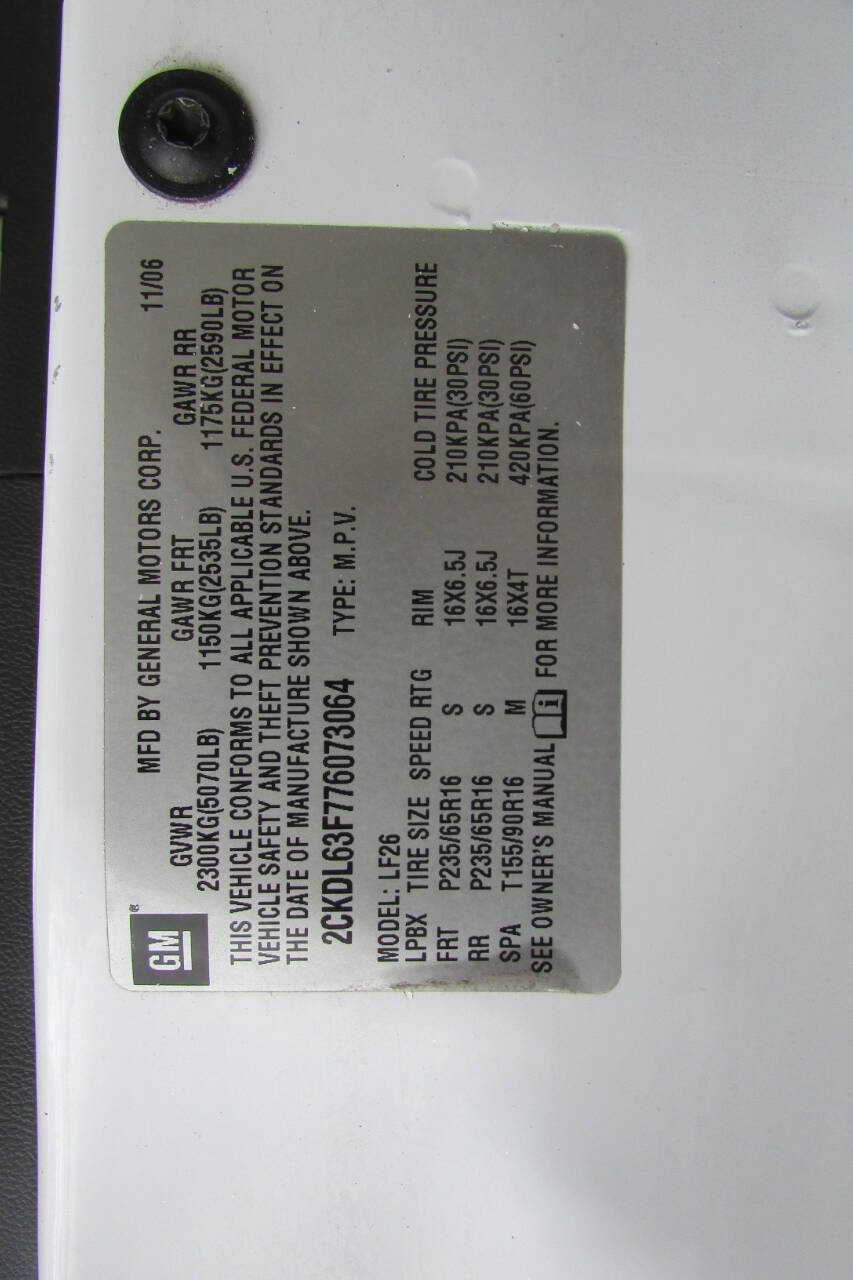 GM
MFD BY GENERAL MOTORS CORP. 11/06
GVWR GAWR FRT GAWR RR
2300KG(5070LB) 1150KG(2535LB) 1175KG(2590LB)
THIS VEHICLE CONFORMS TO ALL APPLICABLE U.S. FEDERAL MOTOR
VEHICLE SAFETY AND THEFT PREVENTION STANDARDS IN EFFECT ON
THE DATE OF MANUFACTURE SHOWN ABOVE.
2CKDL63F776073064 TYPE: M.P.V.
MODEL: LF26
LPBX TIRE SIZE SPEED RTG RIM COLD TIRE PRESSURE
FRT P235/65R16 S 16X6.5J 210KPA(30PSI)
RR P235/65R16 S 16X6.5J 210KPA(30PSI)
SPA T155/90R16 M 16X4T 420KPA(60PSI)
SEE OWNER'S MANUAL i FOR MORE INFORMATION.